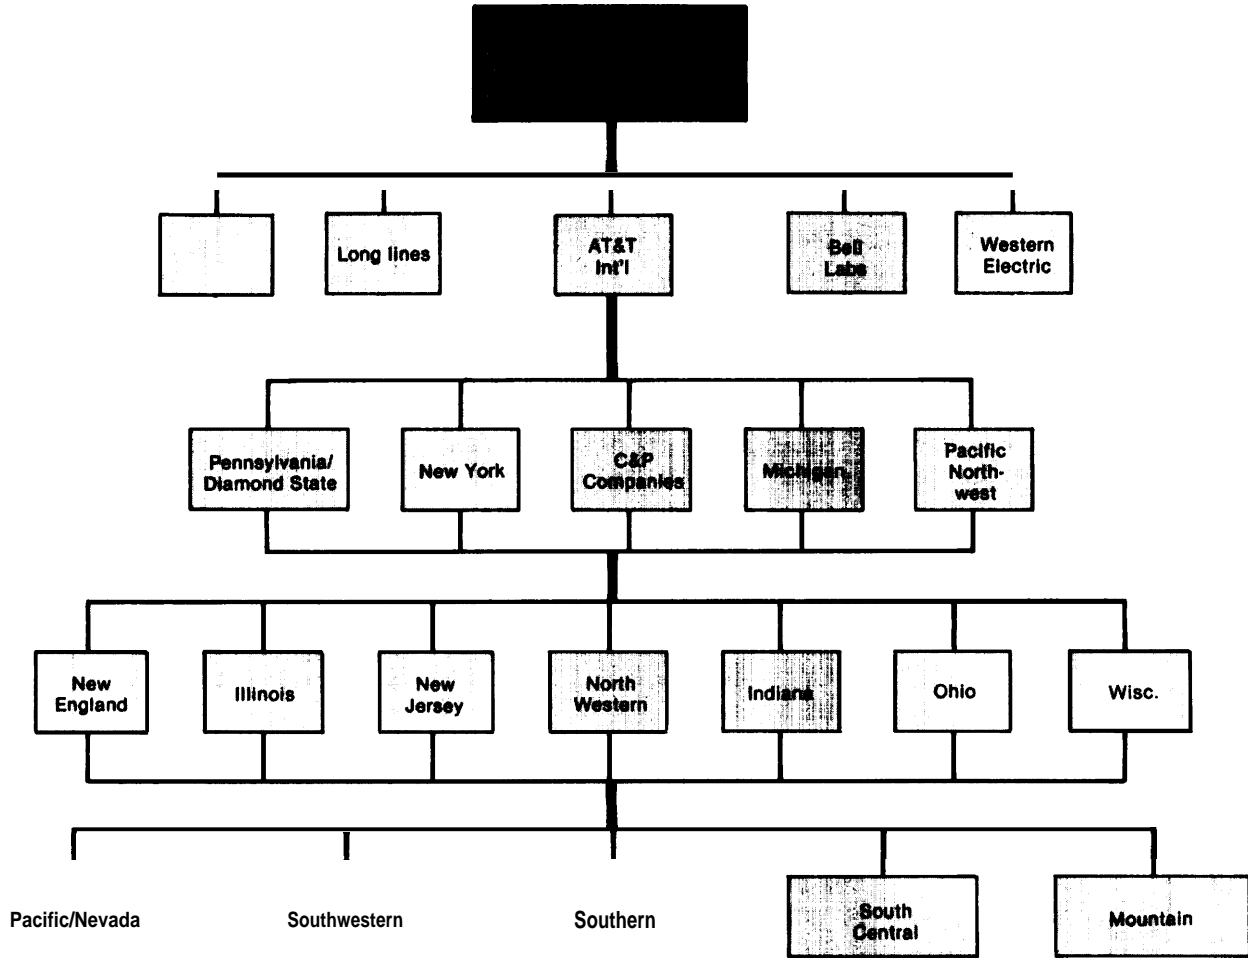 Long lines
AT&T
Int'l
Bell
Labs
Western
Electric
Pennsylvania/
Diamond State
New York
C&P
Companies
Michigan
Pacific
North-
west
New
England
Illinois
New
Jersey
North
Western
Indiana
Ohio
Wisc.
Pacific/Nevada
Southwestern
Southern
South
Central
Mountain